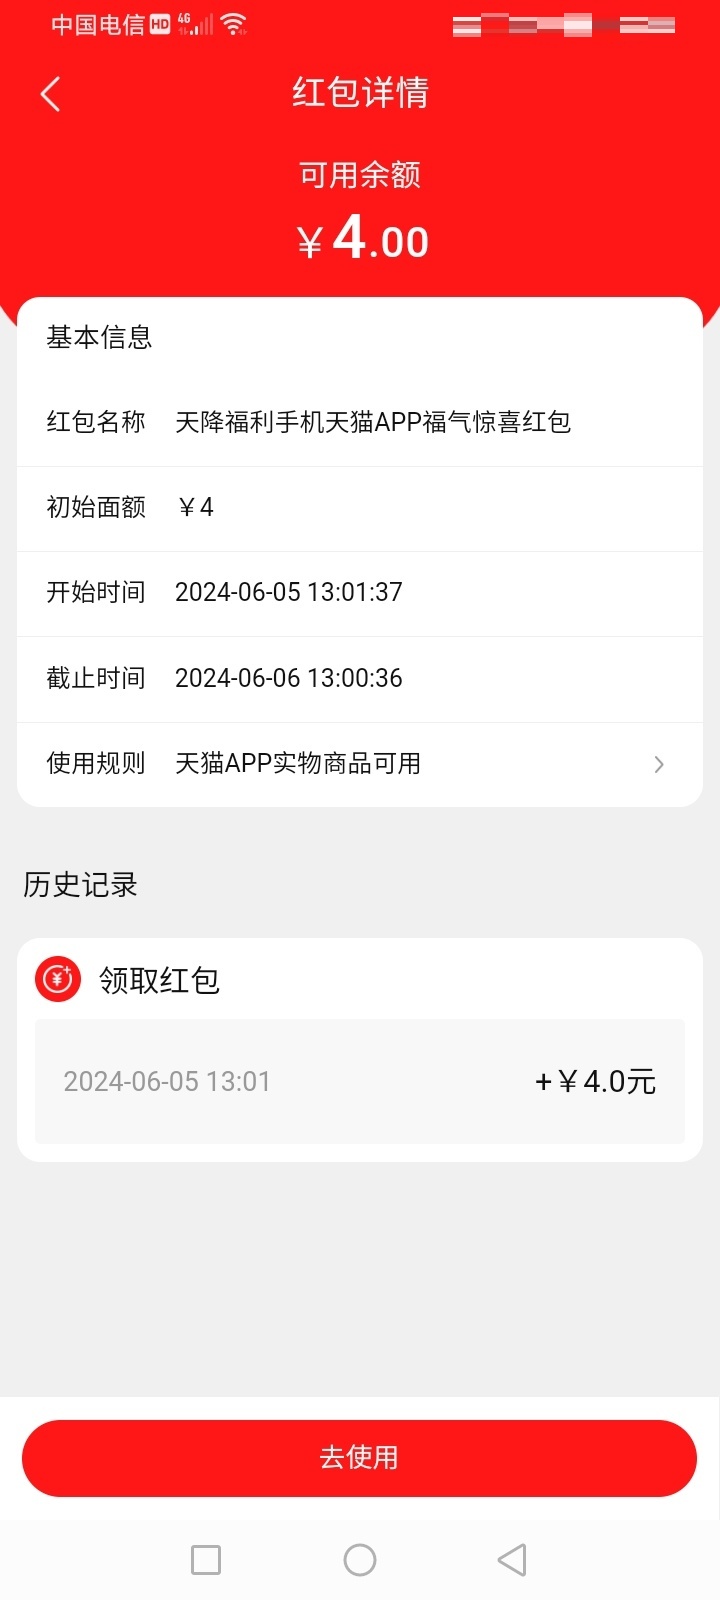 中国电信 HD 4G
红包详情
可用余额
￥4.00
基本信息
红包名称 天降福利手机天猫APP福气惊喜红包
初始面额 ￥4
开始时间 2024-06-05 13:01:37
截止时间 2024-06-06 13:00:36
使用规则 天猫APP实物商品可用
历史记录
领取红包
2024-06-05 13:01 +￥4.0元
去使用